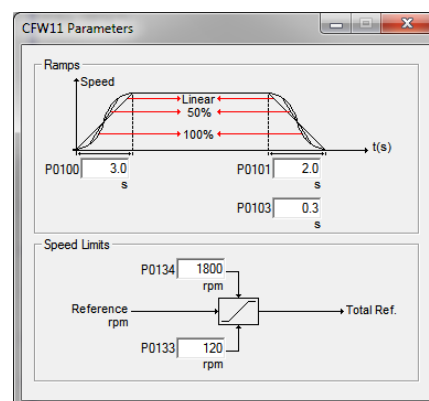 CFW11 Parameters
Ramps
Speed
Linear
50%
100%
t(s)
P0100 3.0
s
P0101 2.0
s
P0103 0.3
s
Speed Limits
P0134 1800
rpm
Reference
rpm
Total Ref.
P0133 120
rpm